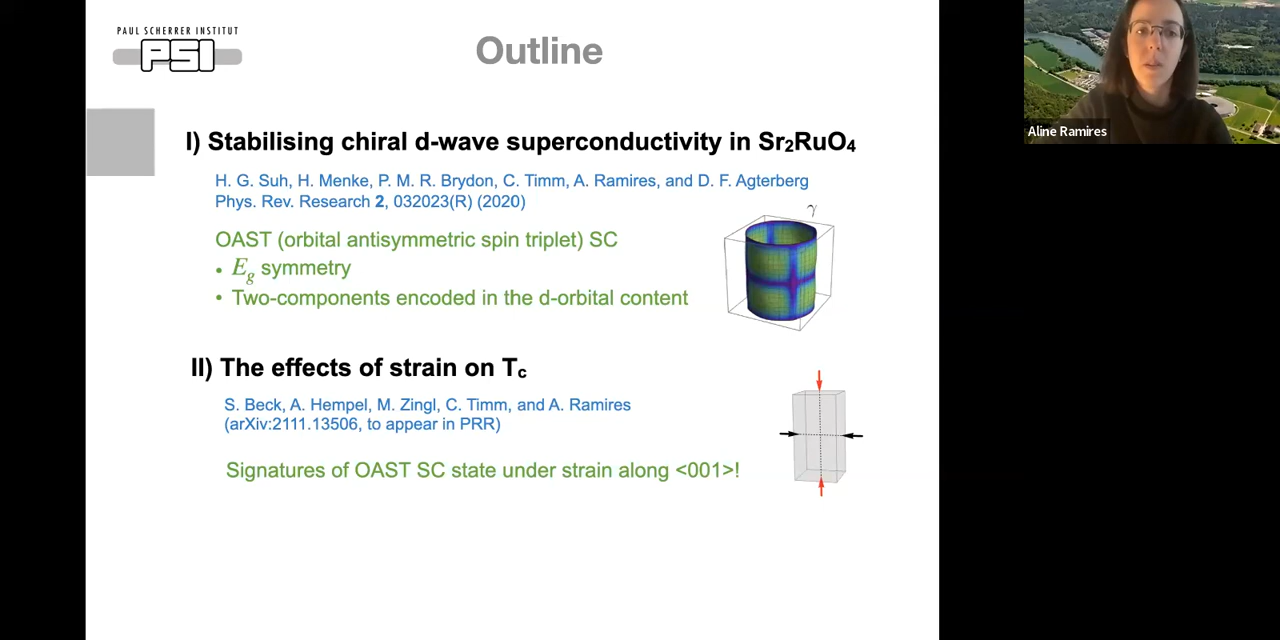 PAUL SCHERRER INSTITUT
PSI
Outline
Aline Ramires
I) Stabilising chiral d-wave superconductivity in Sr₂RuO₄
H. G. Suh, H. Menke, P. M. R. Brydon, C. Timm, A. Ramires, and D. F. Agterberg
Phys. Rev. Research 2, 032023(R) (2020)
γ
OAST (orbital antisymmetric spin triplet) SC
• E_g symmetry
• Two-components encoded in the d-orbital content
II) The effects of strain on T_c
S. Beck, A. Hempel, M. Zingl, C. Timm, and A. Ramires
(arXiv:2111.13506, to appear in PRR)
Signatures of OAST SC state under strain along <001>!